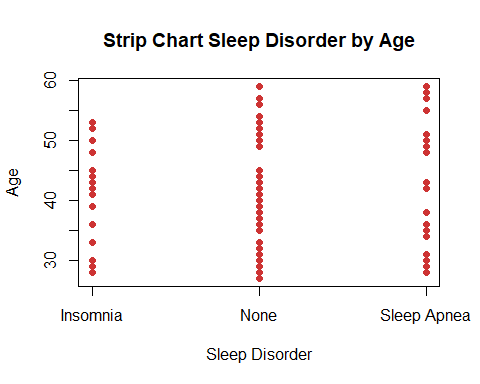 Strip Chart Sleep Disorder by Age
60
50
40
30
Age
Insomnia None Sleep Apnea
Sleep Disorder